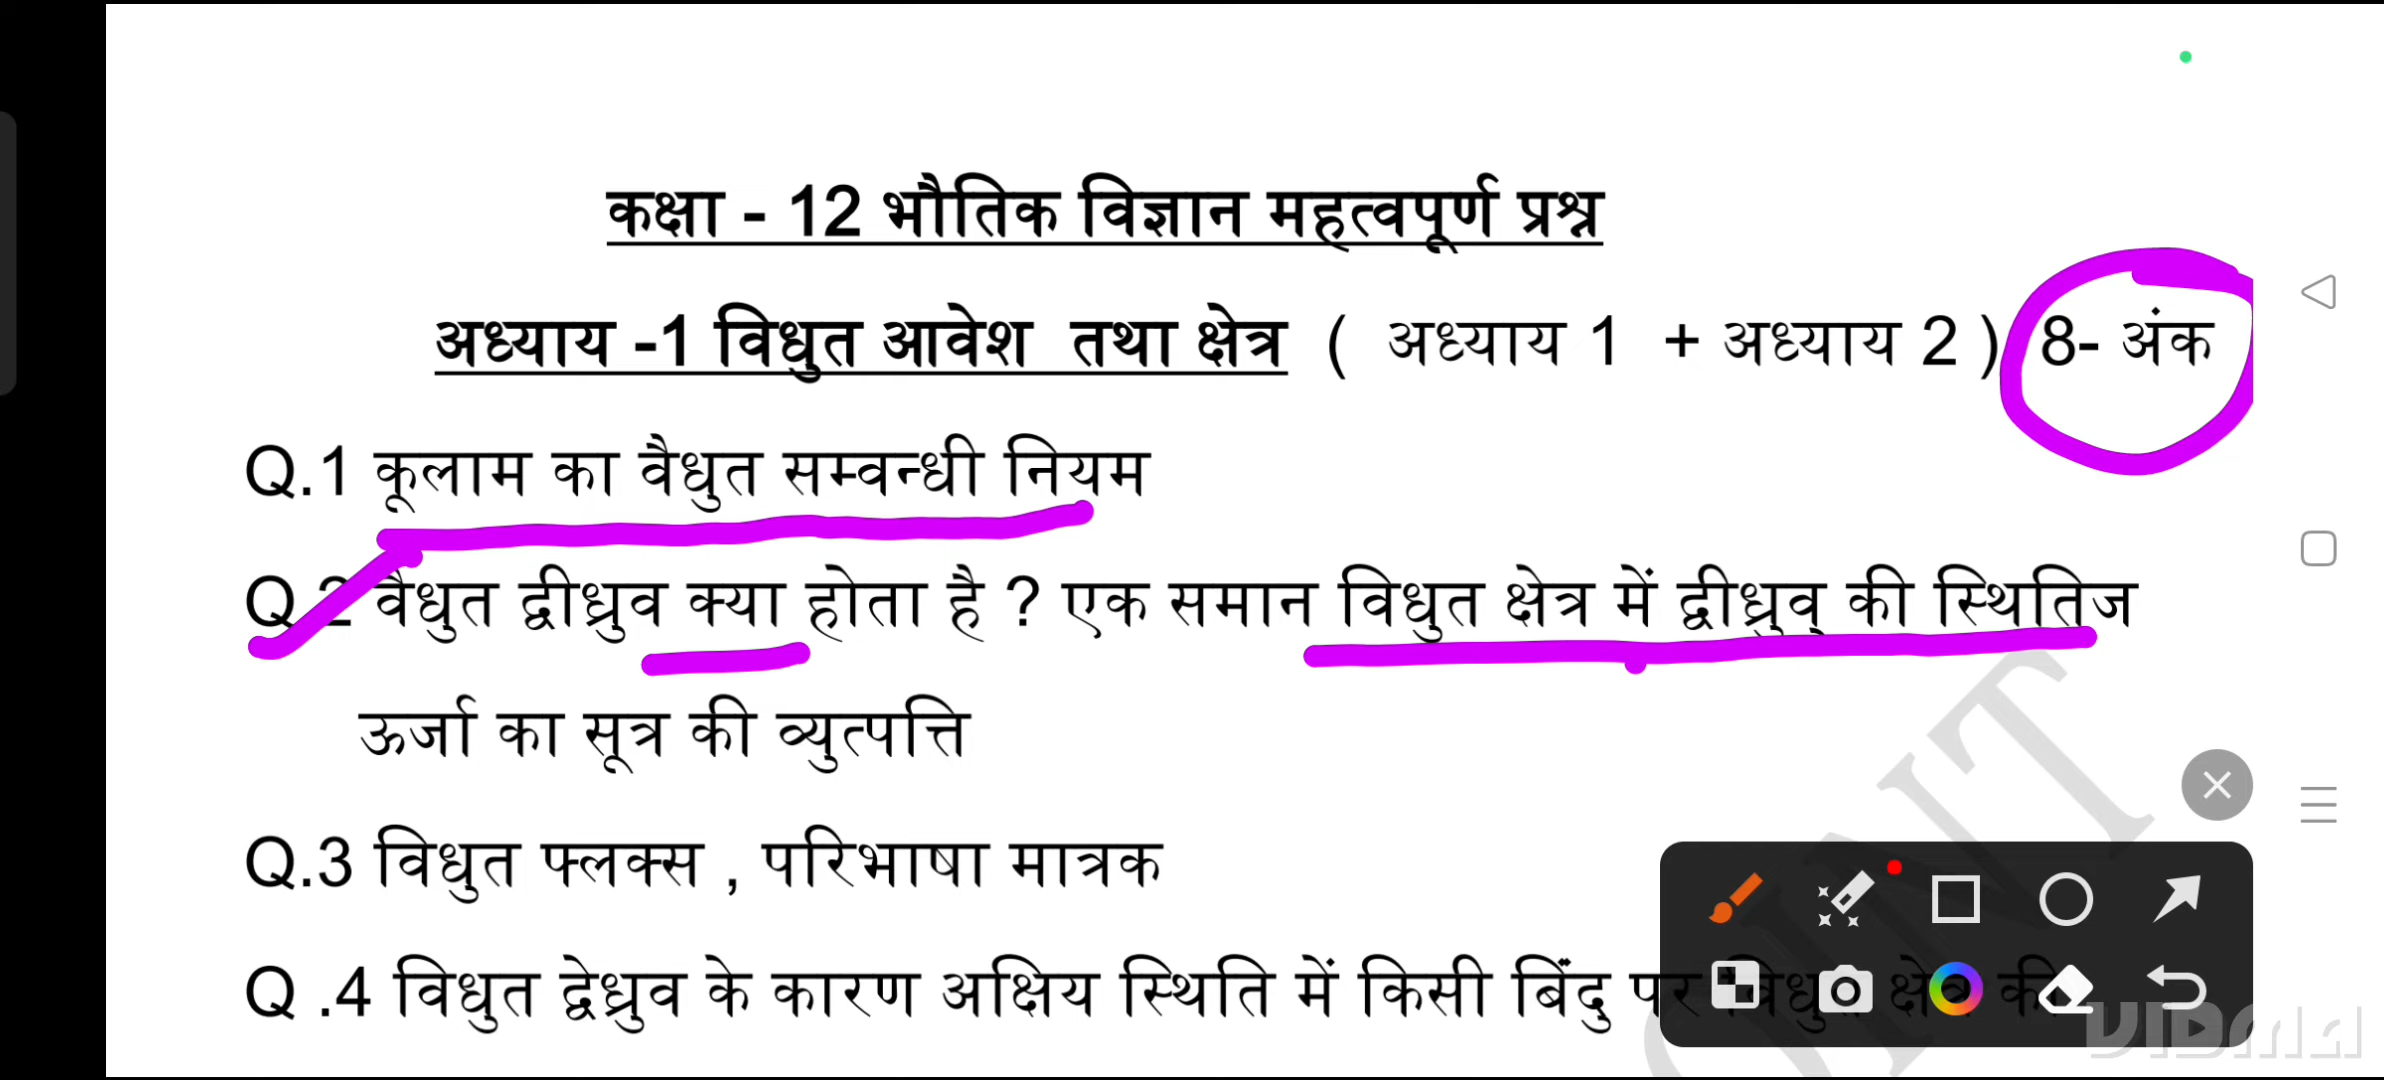 कक्षा - 12 भौतिक विज्ञान महत्वपूर्ण प्रश्न
अध्याय -1 विधुत आवेश तथा क्षेत्र ( अध्याय 1 + अध्याय 2 ) 8- अंक
Q.1 कूलाम का वैधुत सम्वन्धी नियम
Q.2 वैधुत द्वीध्रुव क्या होता है ? एक समान विधुत क्षेत्र में द्वीध्रुव की स्थितिज
ऊर्जा का सूत्र की व्युत्पत्ति
Q.3 विधुत फ्लक्स , परिभाषा मात्रक
Q .4 विधुत द्वेध्रुव के कारण अक्षिय स्थिति में किसी बिंदु पर विधुत क्षेत्र की
VIDMA